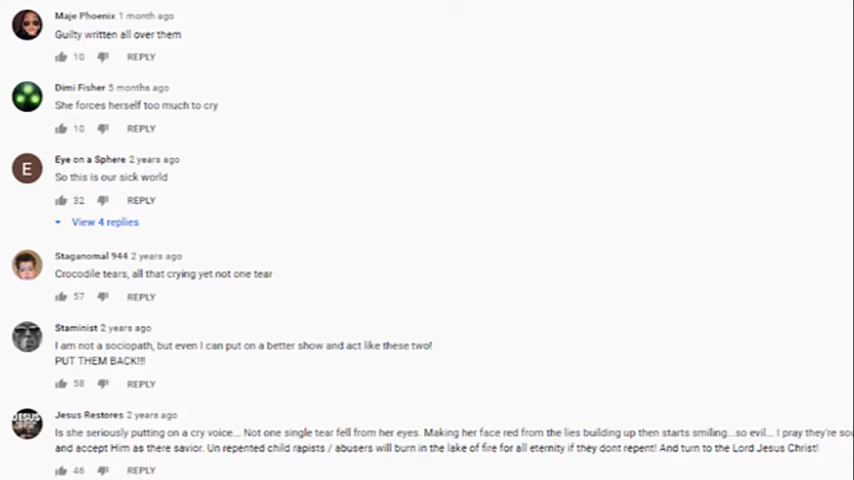 Maje Phoenix 1 month ago
Guilty written all over them
10 REPLY
Dimi Fisher 5 months ago
She forces herself too much to cry
10 REPLY
E
Eye on a Sphere 2 years ago
So this is our sick world
32 REPLY
View 4 replies
Staganomal 944 2 years ago
Crocodile tears, all that crying yet not one tear
57 REPLY
Staminist 2 years ago
I am not a sociopath, but even I can put on a better show and act like these two!
PUT THEM BACK!!!
58 REPLY
JESUS
Jesus Restores 2 years ago
Is she seriously putting on a cry voice... Not one single tear fell from her eyes. Making her face red from the lies building up then starts smiling...so evil... I pray they're
and accept Him as there savior. Un repented child rapists / abusers will burn in the lake of fire for all eternity if they dont repent! And turn to the Lord Jesus Christ!
46 REPLY